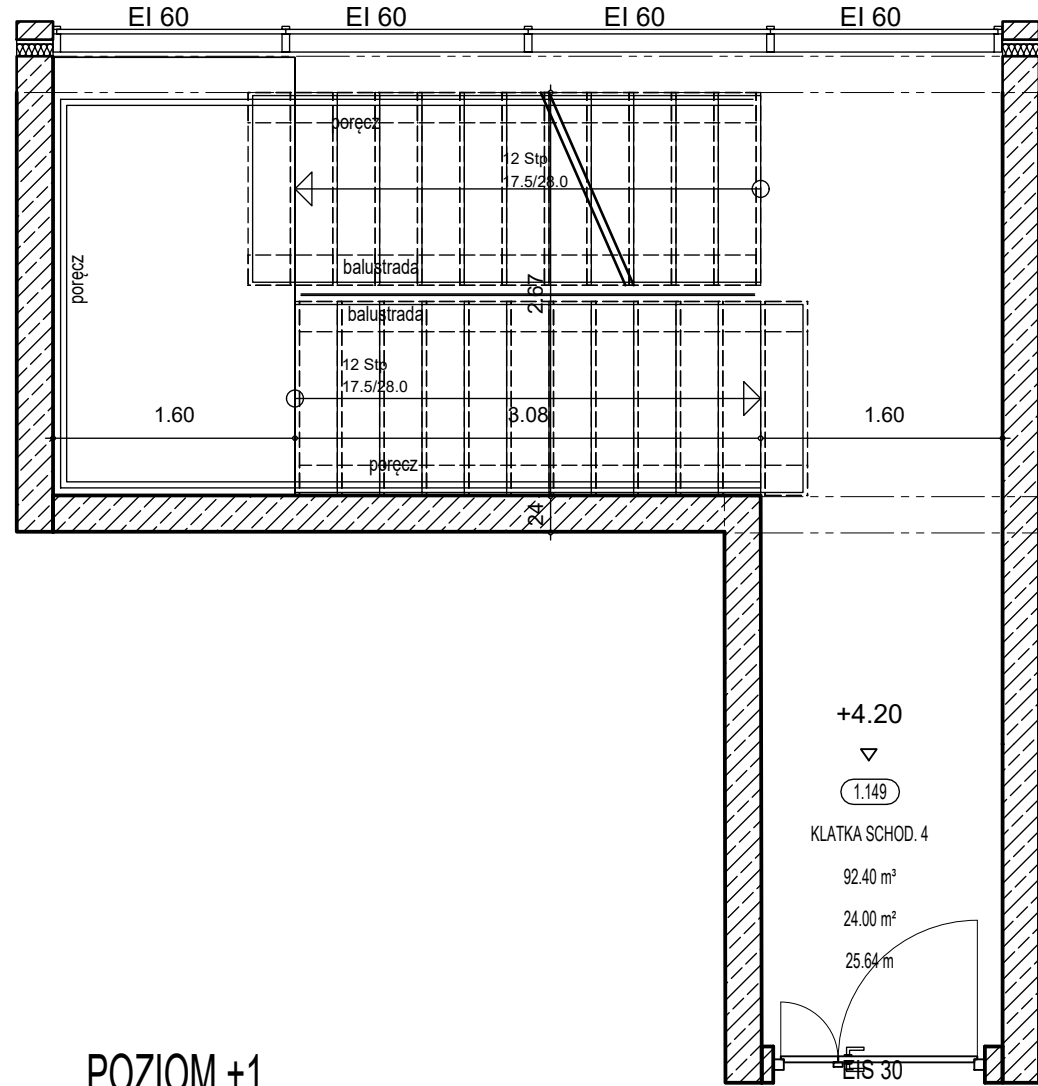 EI 60 EI 60 EI 60 EI 60
poręcz
12 Stp
17.5/28.0
poręcz
balustrada
2.67
balustrada
12 Stp
17.5/28.0
1.60 3.08 1.60
poręcz
24
+4.20
1.149
KLATKA SCHOD. 4
92.40 m³
24.00 m²
25.64 m
POZIOM +1
EIS 30